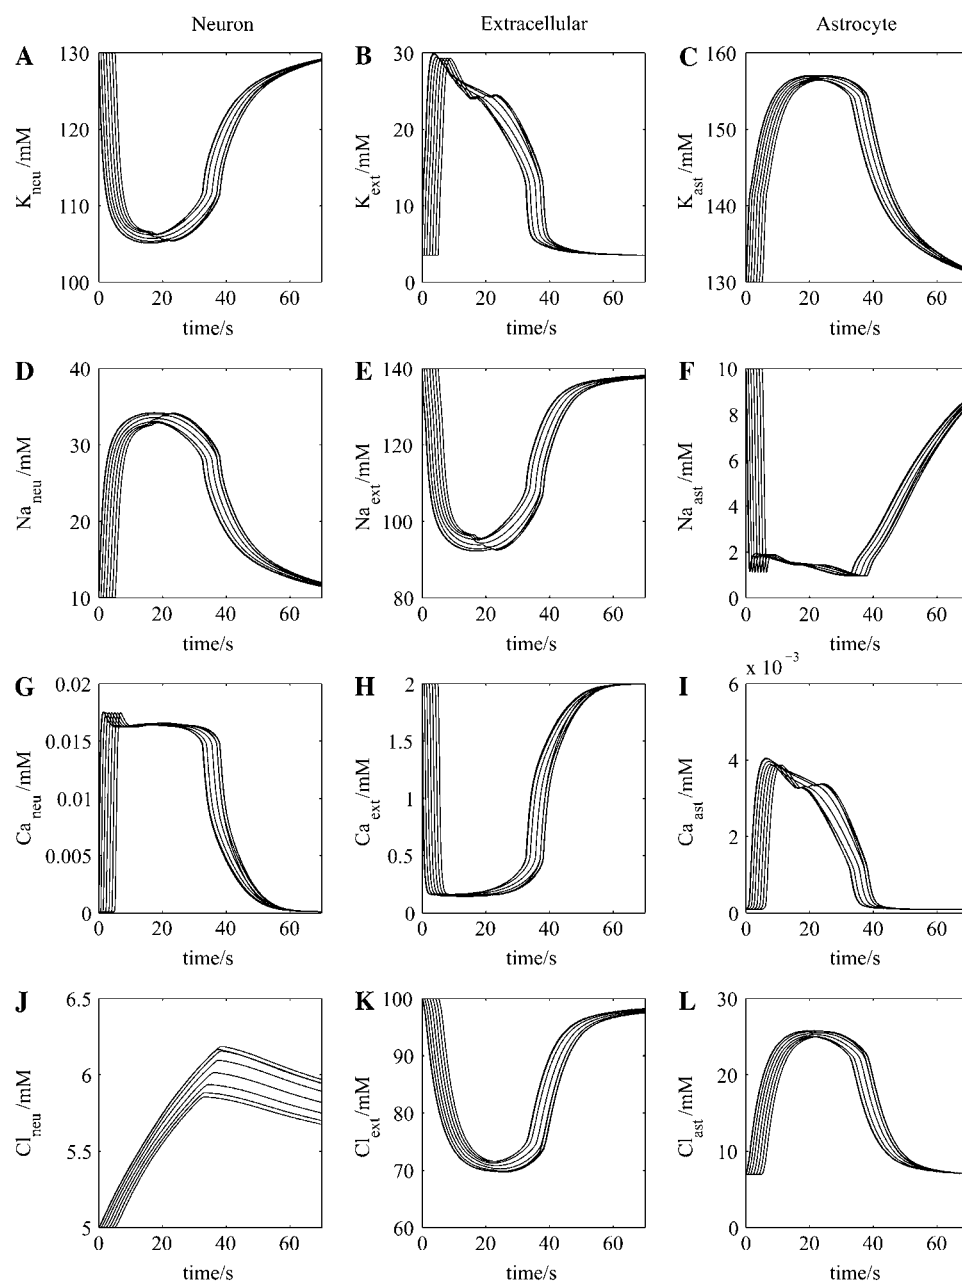 Neuron Extracellular Astrocyte
A B C
130 30 160
120 20 150
110 10 140
100 0 130
K_neu /mM K_ext /mM K_ast /mM
0 20 40 60 0 20 40 60 0 20 40 60
time/s time/s time/s
D E F
40 140 10
30 120 8
20 100 6
10 80 4
2
0
Na_neu /mM Na_ext /mM Na_ast /mM
0 20 40 60 0 20 40 60 0 20 40 60
time/s time/s time/s
x 10⁻³
G H I
0.02 2 6
0.015 1.5 4
0.01 1 2
0.005 0.5 0
0 0
Ca_neu /mM Ca_ext /mM Ca_ast /mM
0 20 40 60 0 20 40 60 0 20 40 60
time/s time/s time/s
J K L
6.5 100 30
6 90 20
5.5 80 10
5 70 0
60
Cl_neu /mM Cl_ext /mM Cl_ast /mM
0 20 40 60 0 20 40 60 0 20 40 60
time/s time/s time/s